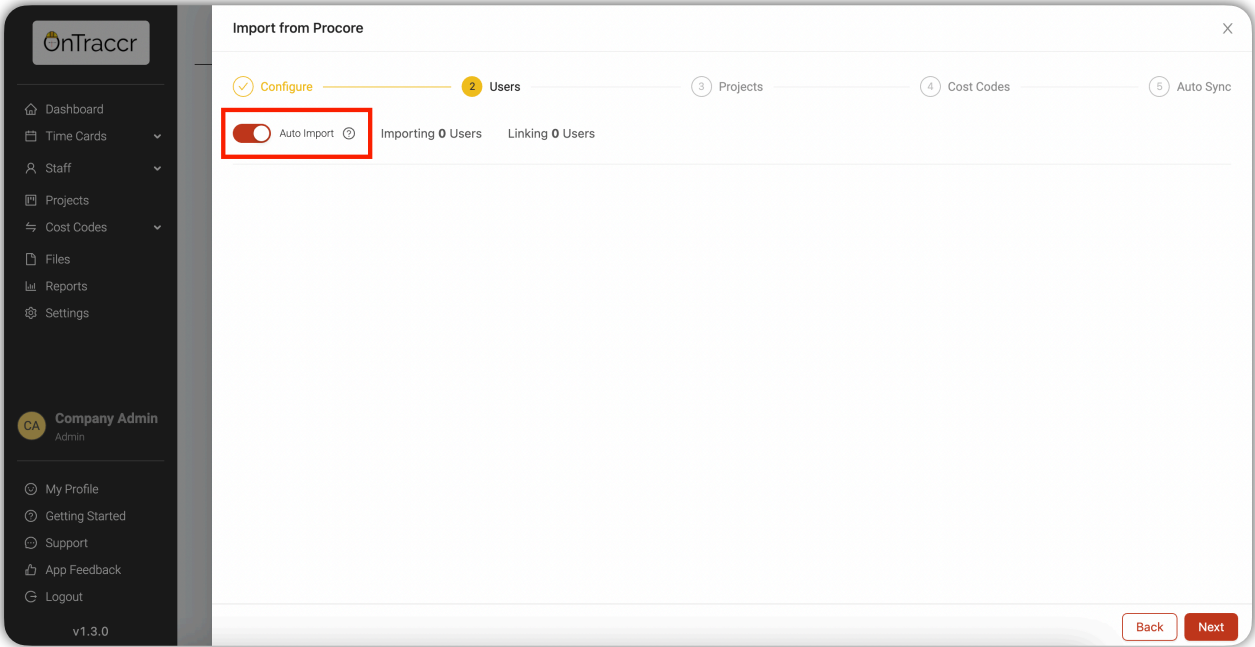 OnTraccr
Dashboard
Time Cards
Staff
Projects
Cost Codes
Files
Reports
Settings
CA
Company Admin
Admin
My Profile
Getting Started
Support
App Feedback
Logout
v1.3.0
Import from Procore
Configure 2 Users 3 Projects 4 Cost Codes 5 Auto Sync
Auto Import Importing 0 Users Linking 0 Users
Back Next